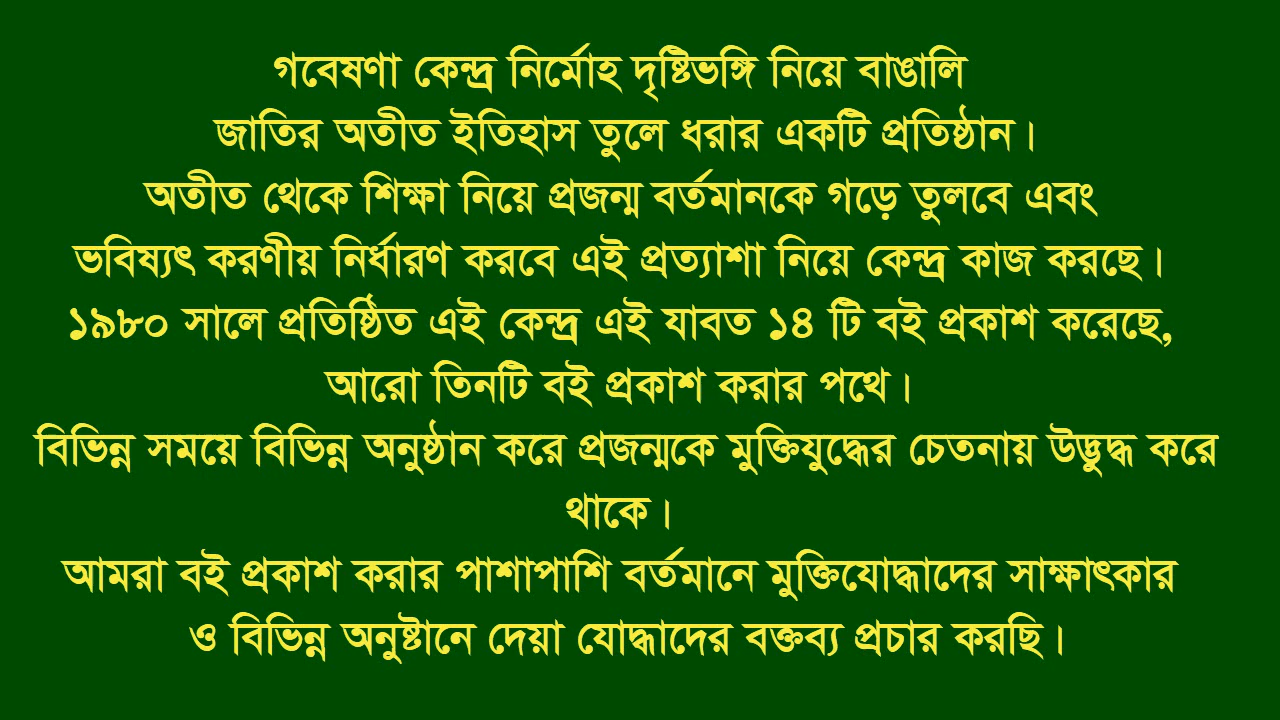 গবেষণা কেন্দ্র নির্মোহ দৃষ্টিভঙ্গি নিয়ে বাঙালি
জাতির অতীত ইতিহাস তুলে ধরার একটি প্রতিষ্ঠান।
অতীত থেকে শিক্ষা নিয়ে প্রজন্ম বর্তমানকে গড়ে তুলবে এবং
ভবিষ্যৎ করণীয় নির্ধারণ করবে এই প্রত্যাশা নিয়ে কেন্দ্র কাজ করছে।
১৯৮০ সালে প্রতিষ্ঠিত এই কেন্দ্র এই যাবত ১৪ টি বই প্রকাশ করেছে,
আরো তিনটি বই প্রকাশ করার পথে।
বিভিন্ন সময়ে বিভিন্ন অনুষ্ঠান করে প্রজন্মকে মুক্তিযুদ্ধের চেতনায় উদ্ভুদ্ধ করে
থাকে।
আমরা বই প্রকাশ করার পাশাপাশি বর্তমানে মুক্তিযোদ্ধাদের সাক্ষাৎকার
ও বিভিন্ন অনুষ্টানে দেয়া যোদ্ধাদের বক্তব্য প্রচার করছি।